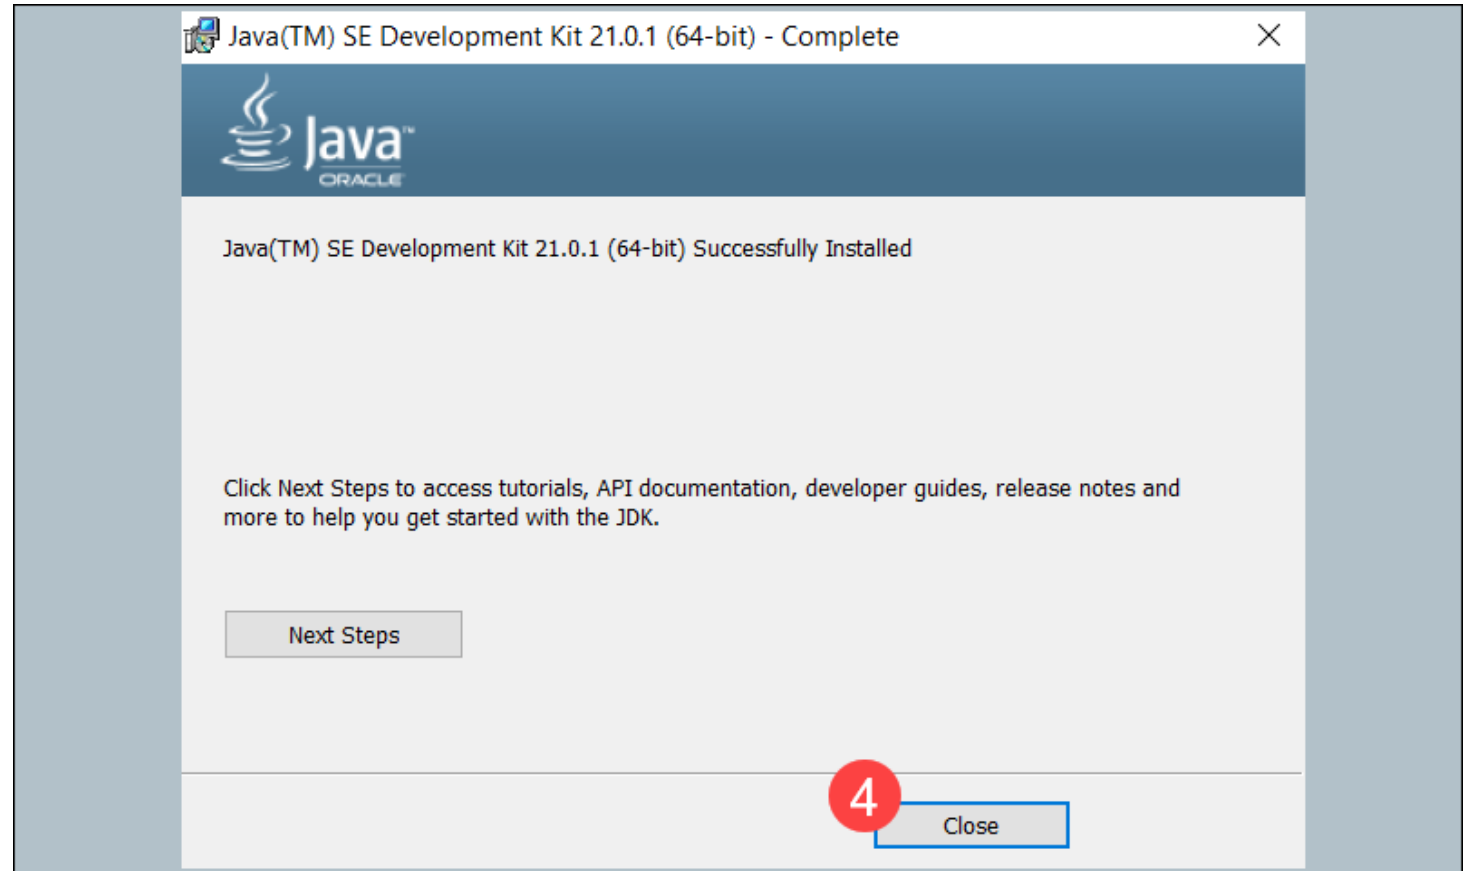 Java(TM) SE Development Kit 21.0.1 (64-bit) - Complete
Java™
ORACLE
Java(TM) SE Development Kit 21.0.1 (64-bit) Successfully Installed
Click Next Steps to access tutorials, API documentation, developer guides, release notes and
more to help you get started with the JDK.
Next Steps
4
Close